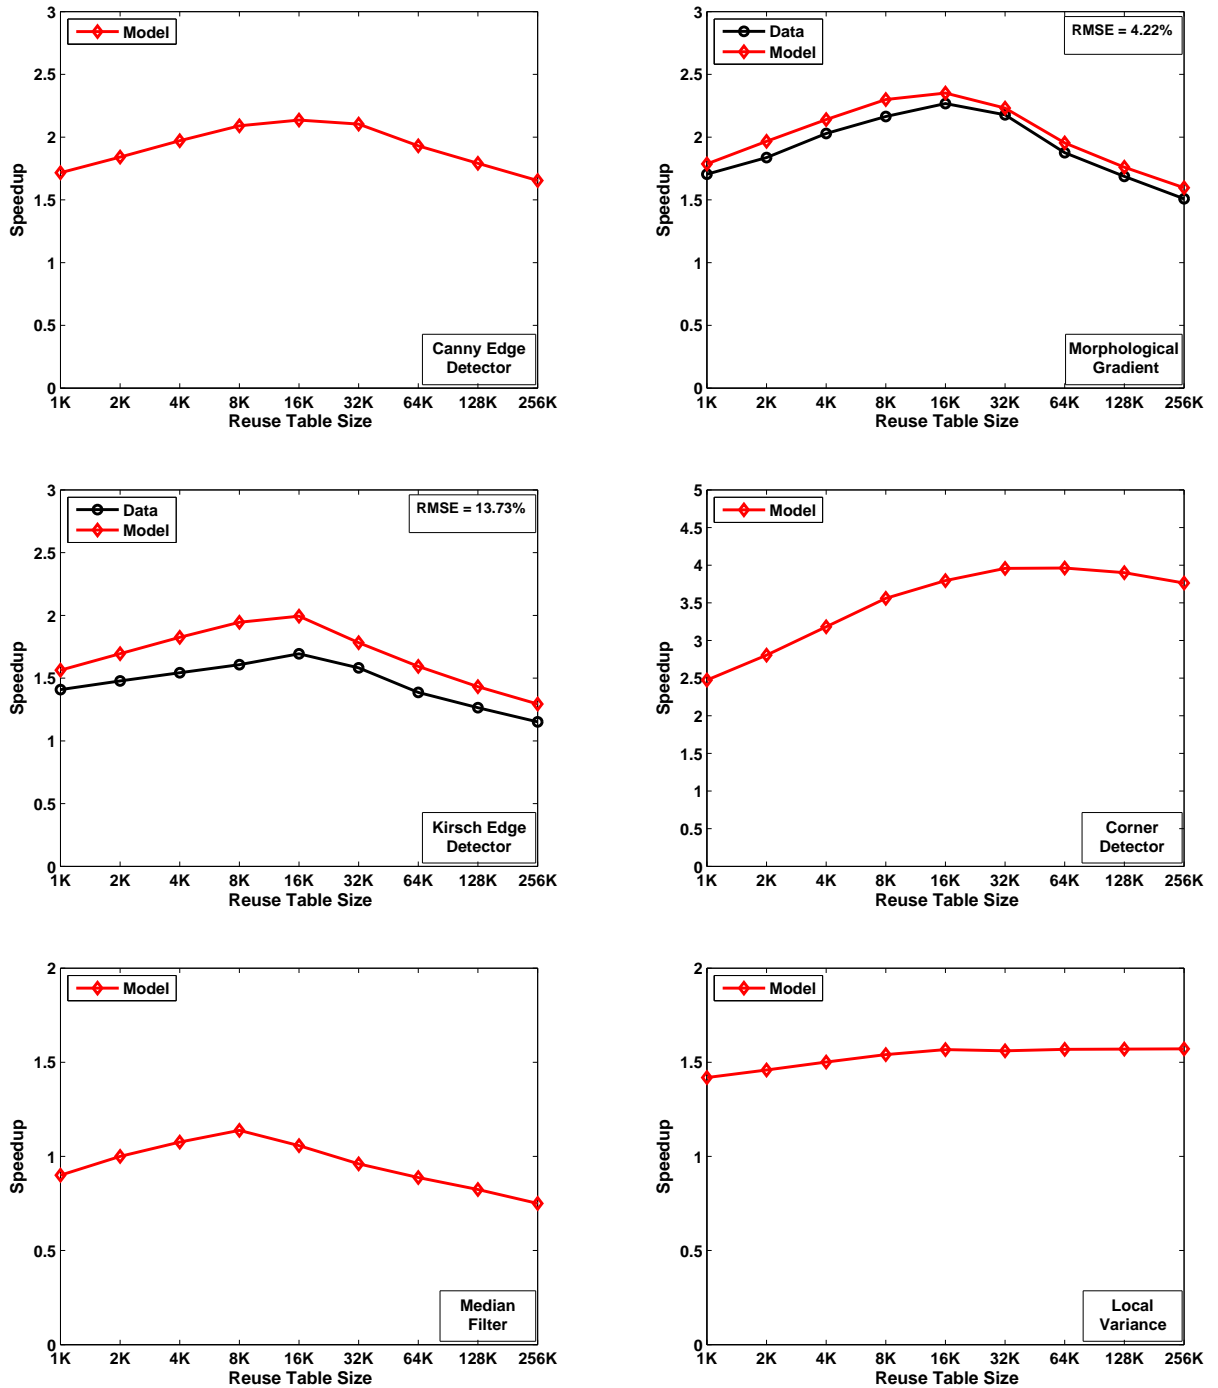 3
2.5
2
1.5
1
0.5
0
Speedup
Model
Canny Edge
Detector
1K 2K 4K 8K 16K 32K 64K 128K 256K
Reuse Table Size
3
2.5
2
1.5
1
0.5
0
Speedup
Data
Model
RMSE = 4.22%
Morphological
Gradient
1K 2K 4K 8K 16K 32K 64K 128K 256K
Reuse Table Size
3
2.5
2
1.5
1
0.5
0
Speedup
Data
Model
RMSE = 13.73%
Kirsch Edge
Detector
1K 2K 4K 8K 16K 32K 64K 128K 256K
Reuse Table Size
5
4.5
4
3.5
3
2.5
2
1.5
1
0.5
0
Speedup
Model
Corner
Detector
1K 2K 4K 8K 16K 32K 64K 128K 256K
Reuse Table Size
2
1.5
1
0.5
0
Speedup
Model
Median
Filter
1K 2K 4K 8K 16K 32K 64K 128K 256K
Reuse Table Size
2
1.5
1
0.5
0
Speedup
Model
Local
Variance
1K 2K 4K 8K 16K 32K 64K 128K 256K
Reuse Table Size